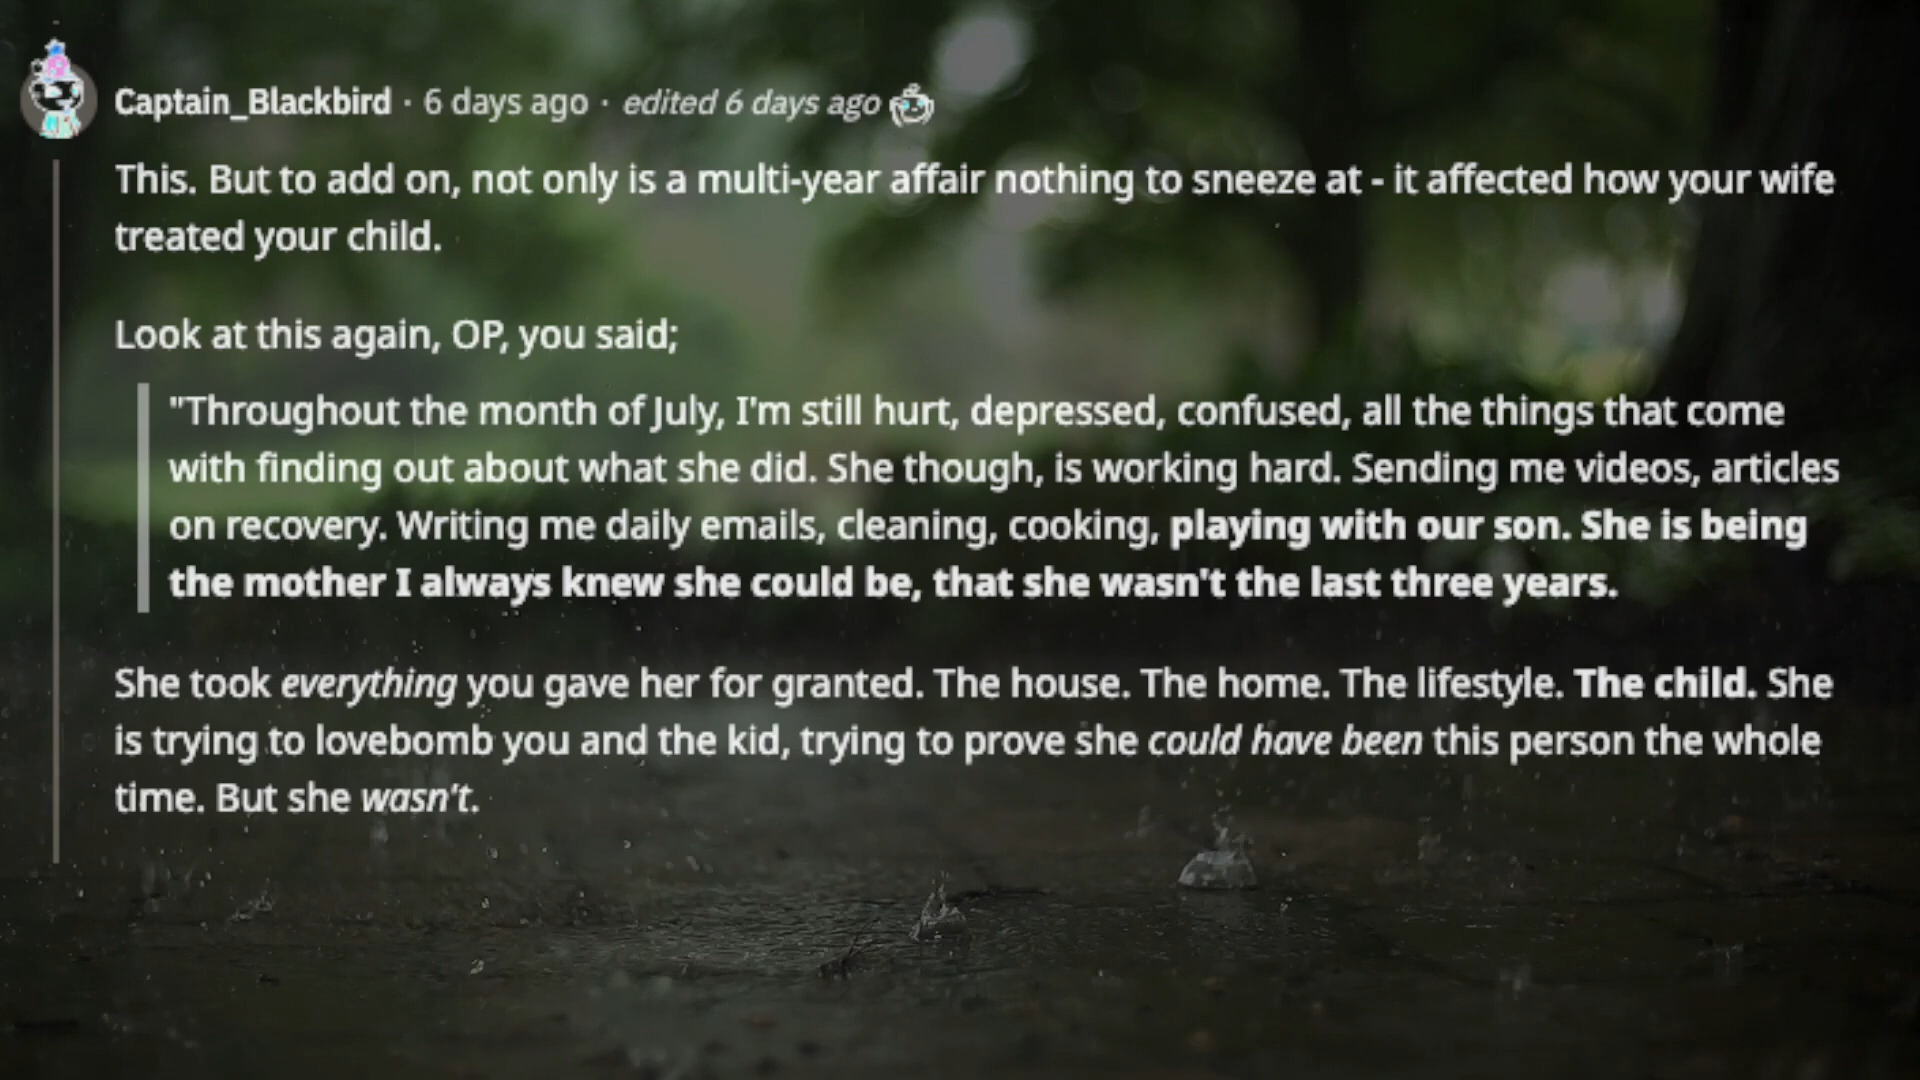 Captain_Blackbird · 6 days ago · edited 6 days ago
This. But to add on, not only is a multi-year affair nothing to sneeze at - it affected how your wife
treated your child.
Look at this again, OP, you said;
"Throughout the month of July, I'm still hurt, depressed, confused, all the things that come
with finding out about what she did. She though, is working hard. Sending me videos, articles
on recovery. Writing me daily emails, cleaning, cooking, playing with our son. She is being
the mother I always knew she could be, that she wasn't the last three years.
She took everything you gave her for granted. The house. The home. The lifestyle. The child. She
is trying to lovebomb you and the kid, trying to prove she could have been this person the whole
time. But she wasn't.